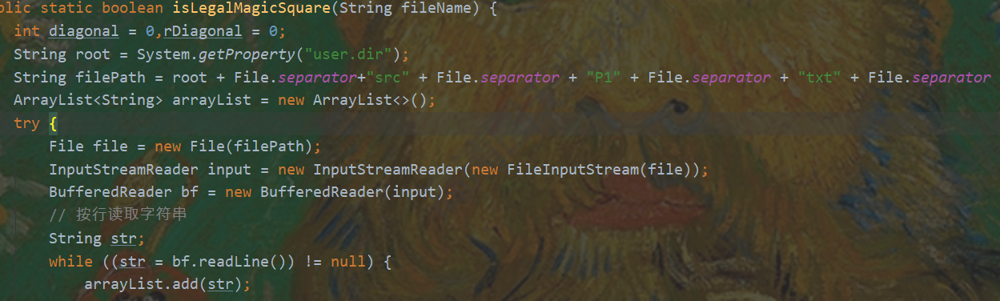 blic static boolean isLegalMagicSquare(String fileName) {
int diagonal = 0,rDiagonal = 0;
String root = System.getProperty("user.dir");
String filePath = root + File.separator+"src" + File.separator + "P1" + File.separator + "txt" + File.separator
ArrayList<String> arrayList = new ArrayList<>();
try {
File file = new File(filePath);
InputStreamReader input = new InputStreamReader(new FileInputStream(file));
BufferedReader bf = new BufferedReader(input);
// 按行读取字符串
String str;
while ((str = bf.readLine()) != null) {
arrayList.add(str);